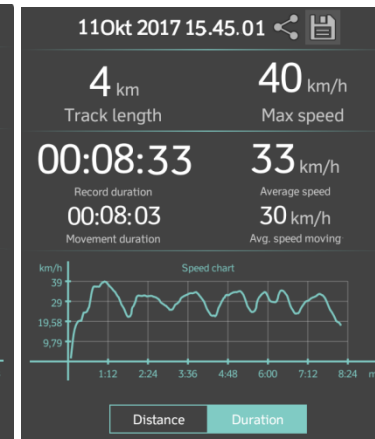 11Okt 2017 15.45.01
4 km
40 km/h
Track length
Max speed
00:08:33
33 km/h
Record duration
Average speed
00:08:03
30 km/h
Movement duration
Avg. speed moving
km/h
Speed chart
39
29
19,58
9,79
1:12 2:24 3:36 4:48 6:00 7:12 8:24 m
Distance
Duration